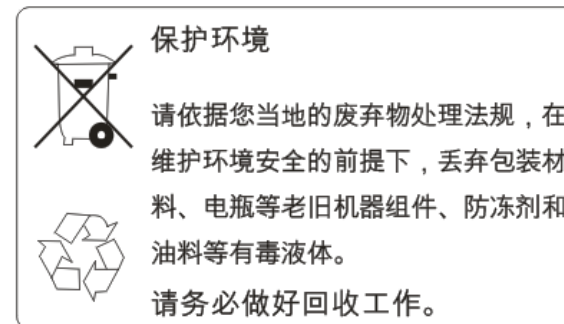 保护环境
请依据您当地的废弃物处理法规，在
维护环境安全的前提下，丢弃包装材
料、电瓶等老旧机器组件、防冻剂和
油料等有毒液体。
请务必做好回收工作。